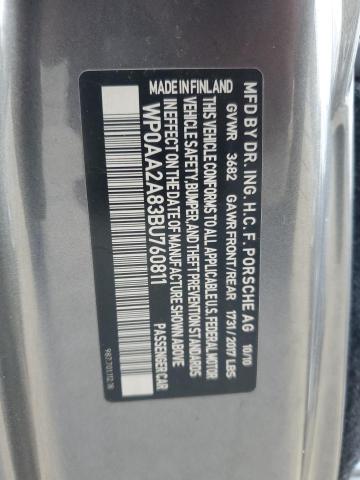 MFD BY DR. ING. H.C. F. PORSCHE AG 10/10
GVWR 3682 GAWR FRONT/REAR 1731/2017 LBS
THIS VEHICLE CONFORMS TO ALL APPLICABLE U.S. FEDERAL MOTOR
VEHICLE SAFETY, BUMPER, AND THEFT PREVENTION STANDARDS
IN EFFECT ON THE DATE OF MANUFACTURE SHOWN ABOVE
MADE IN FINLAND PASSENGER CAR
WP0AA2A83BU760811